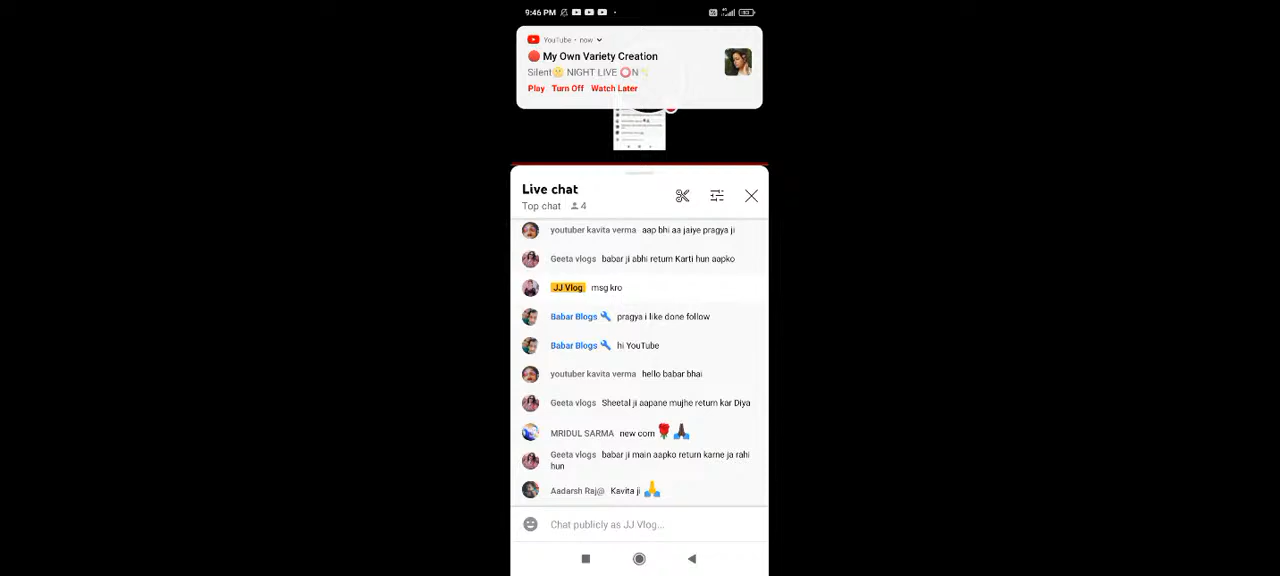 9:46 PM
YouTube • now
My Own Variety Creation
Silent🤫 NIGHT LIVE ⭕N
Play Turn Off Watch Later
Live chat
Top chat 4
youtuber kavita verma aap bhi aa jaiye pragya ji
Geeta vlogs babar ji abhi return Karti hun aapko
JJ Vlog msg kro
Babar Blogs pragya i like done follow
Babar Blogs hi YouTube
youtuber kavita verma hello babar bhai
Geeta vlogs Sheetal ji aapane mujhe return kar Diya
MRIDUL SARMA new com 🌹🙏🏿
Geeta vlogs babar ji main aapko return karne ja rahi
hun
Aadarsh Raj@ Kavita ji 🙏
Chat publicly as JJ Vlog...